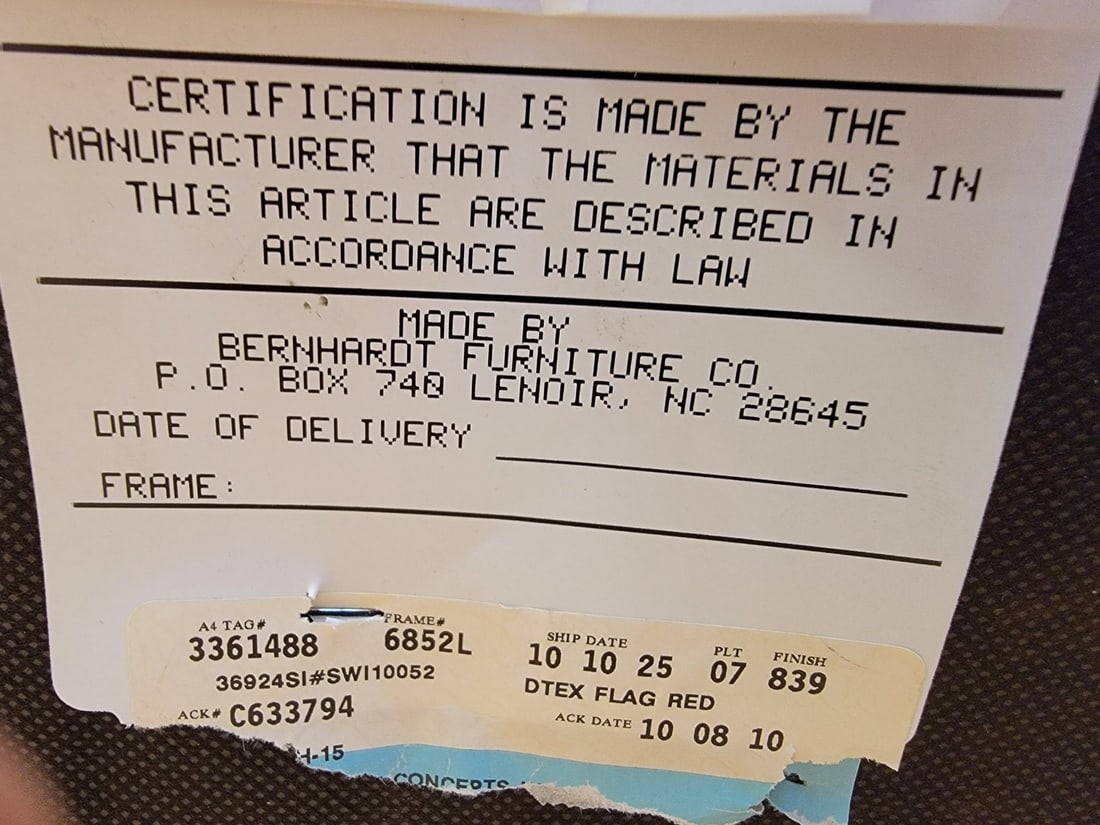 CERTIFICATION IS MADE BY THE
MANUFACTURER THAT THE MATERIALS IN
THIS ARTICLE ARE DESCRIBED IN
ACCORDANCE WITH LAW
MADE BY
BERNHARDT FURNITURE CO.
P.O. BOX 740 LENOIR, NC 28645
DATE OF DELIVERY
FRAME:
A4 TAG# FRAME# SHIP DATE PLT FINISH
3361488 6852L 10 10 25 07 839
36924SI#SWI10052 DTEX FLAG RED
ACK# C633794 ACK DATE 10 08 10
H-15
CONCEPTS